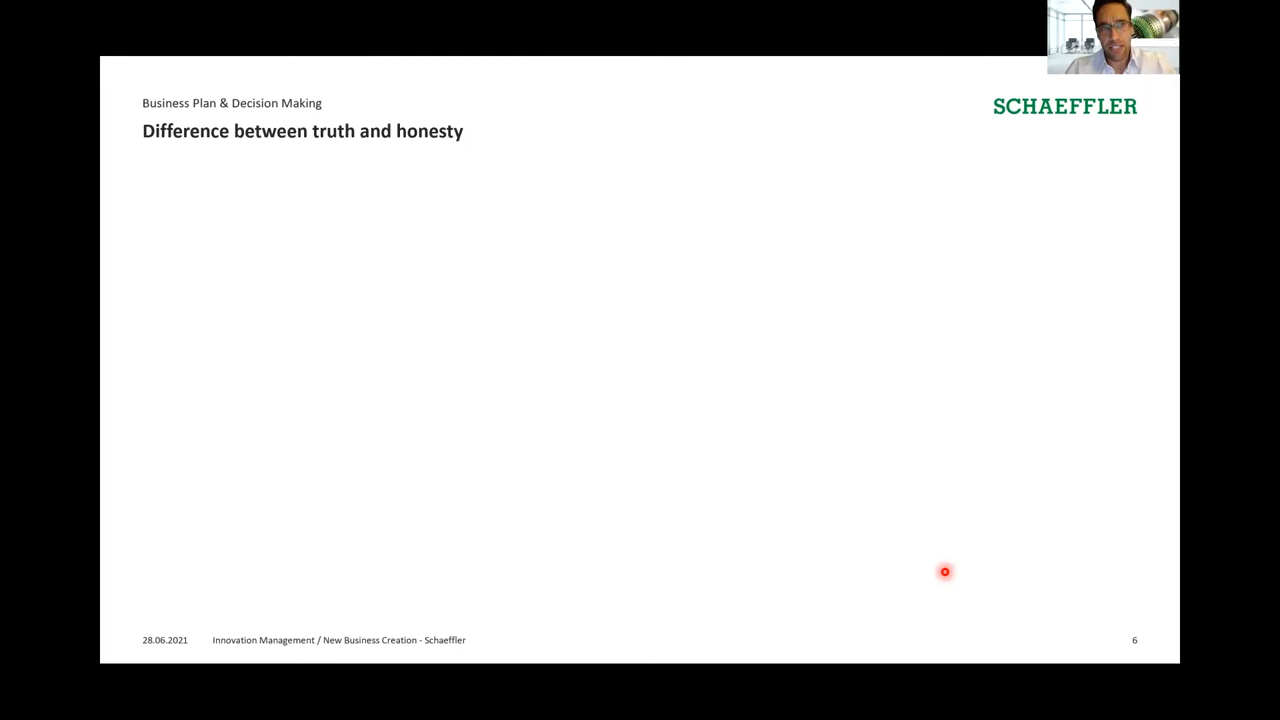 Business Plan & Decision Making
SCHAEFFLER
Difference between truth and honesty
28.06.2021 Innovation Management / New Business Creation - Schaeffler 6